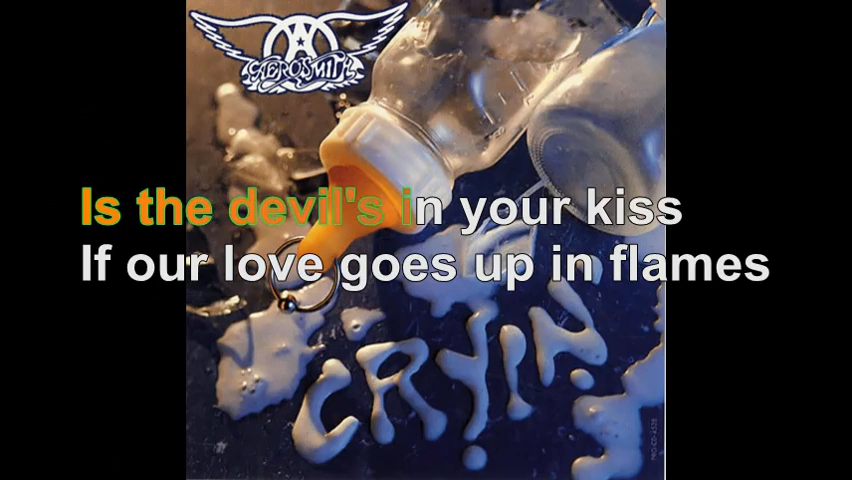 AEROSMITH
Is the devil's in your kiss
If our love goes up in flames
CRYIN